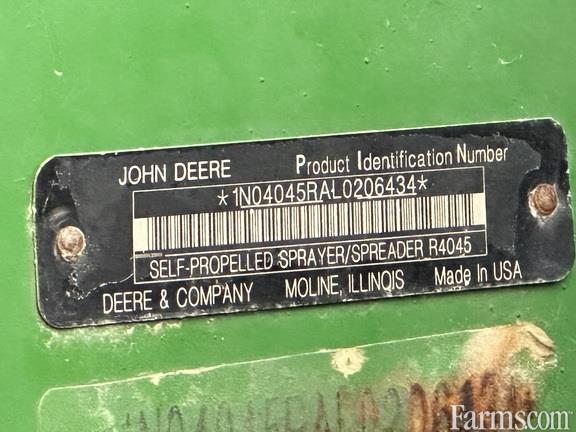 JOHN DEERE Product Identification Number
*1N04045RAL0206434*
SELF-PROPELLED SPRAYER/SPREADER R4045
DEERE & COMPANY MOLINE, ILLINOIS Made In USA
Farms.com